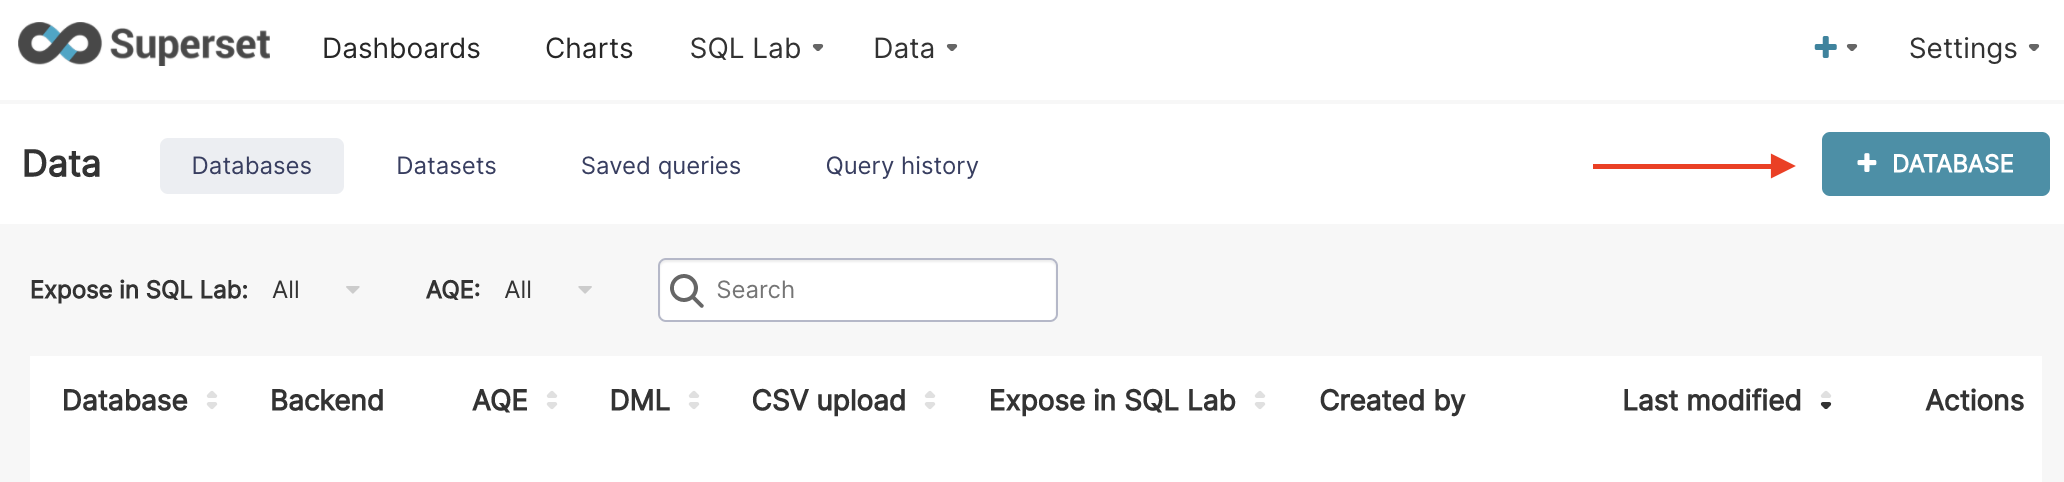 Superset Dashboards Charts SQL Lab Data + Settings
Data Databases Datasets Saved queries Query history + DATABASE
Expose in SQL Lab: All AQE: All Search
Database Backend AQE DML CSV upload Expose in SQL Lab Created by Last modified Actions